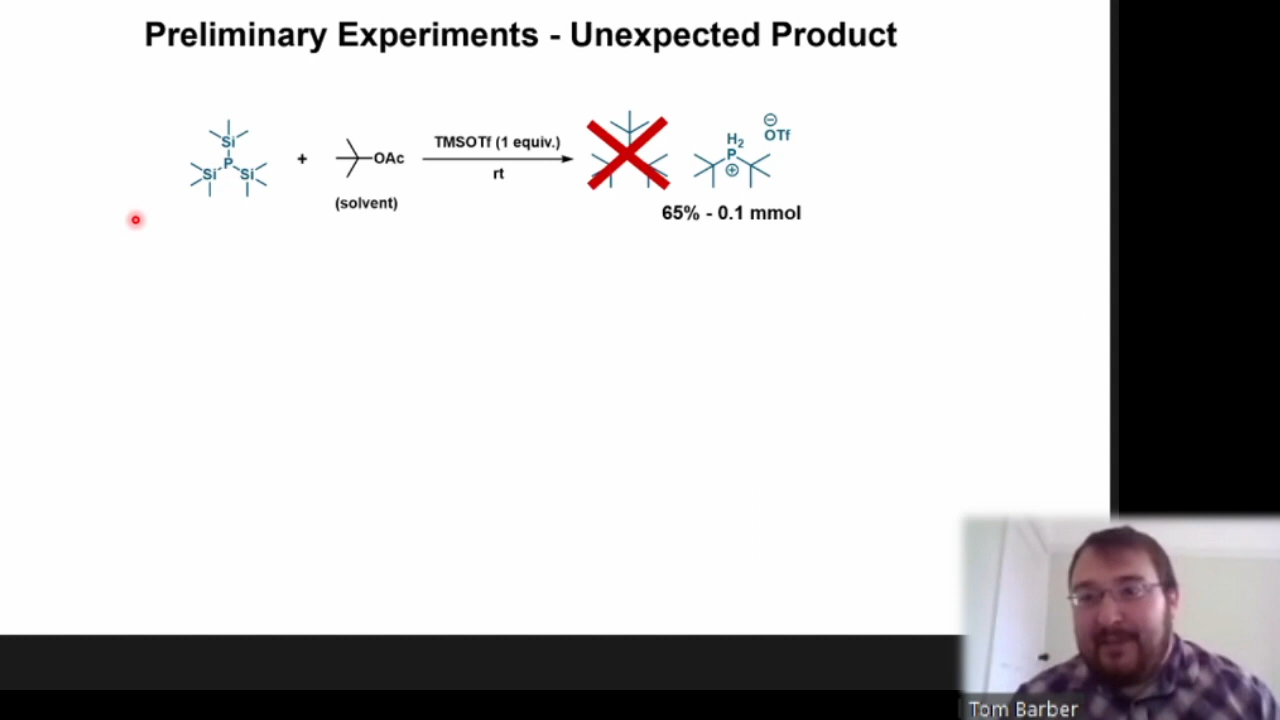 Preliminary Experiments - Unexpected Product
Si
P
Si
Si
+
OAc
(solvent)
TMSOTf (1 equiv.)
rt
H2
P
⊕
⊖
OTf
65% - 0.1 mmol
Tom Barber